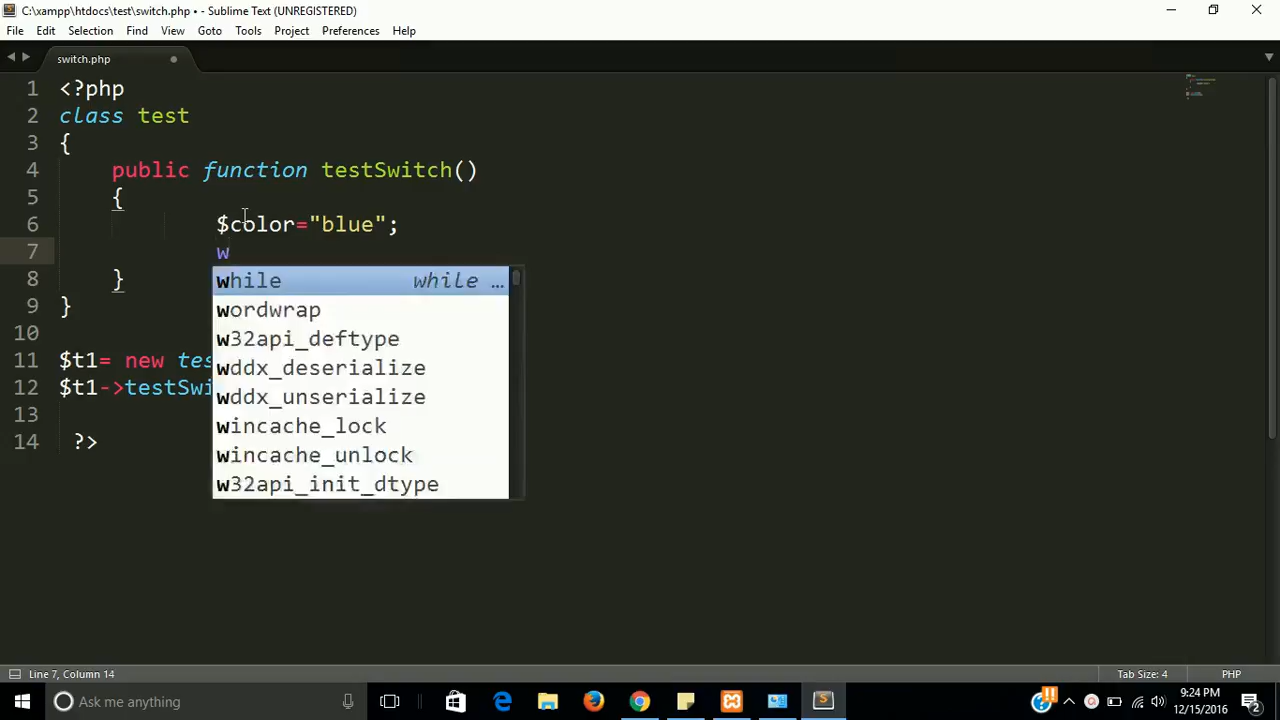 C:\xampp\htdocs\test\switch.php • - Sublime Text (UNREGISTERED)
File Edit Selection Find View Goto Tools Project Preferences Help
switch.php
1 <?php
2 class test
3 {
4 public function testSwitch()
5 {
6 $color="blue";
7 w
while while …
8 }
wordwrap
9 }
w32api_deftype
10
11 $t1= new tes
wddx_deserialize
12 $t1->testSwi
wddx_unserialize
13
wincache_lock
14 ?>
wincache_unlock
w32api_init_dtype
Line 7, Column 14 Tab Size: 4 PHP
Ask me anything
9:24 PM
12/15/2016
2